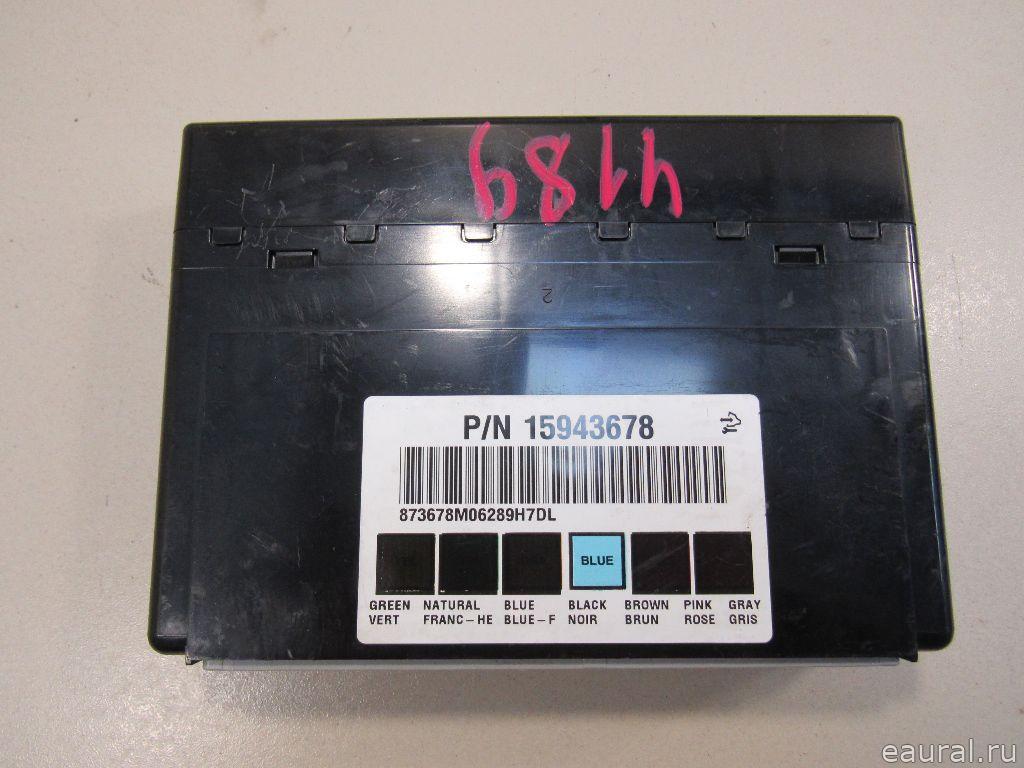 4189
2
P/N 15943678
873678M06289H7DL
BLUE
GREEN NATURAL BLUE BLACK BROWN PINK GRAY
VERT FRANC-HE BLUE-F NOIR BRUN ROSE GRIS
eaural.ru